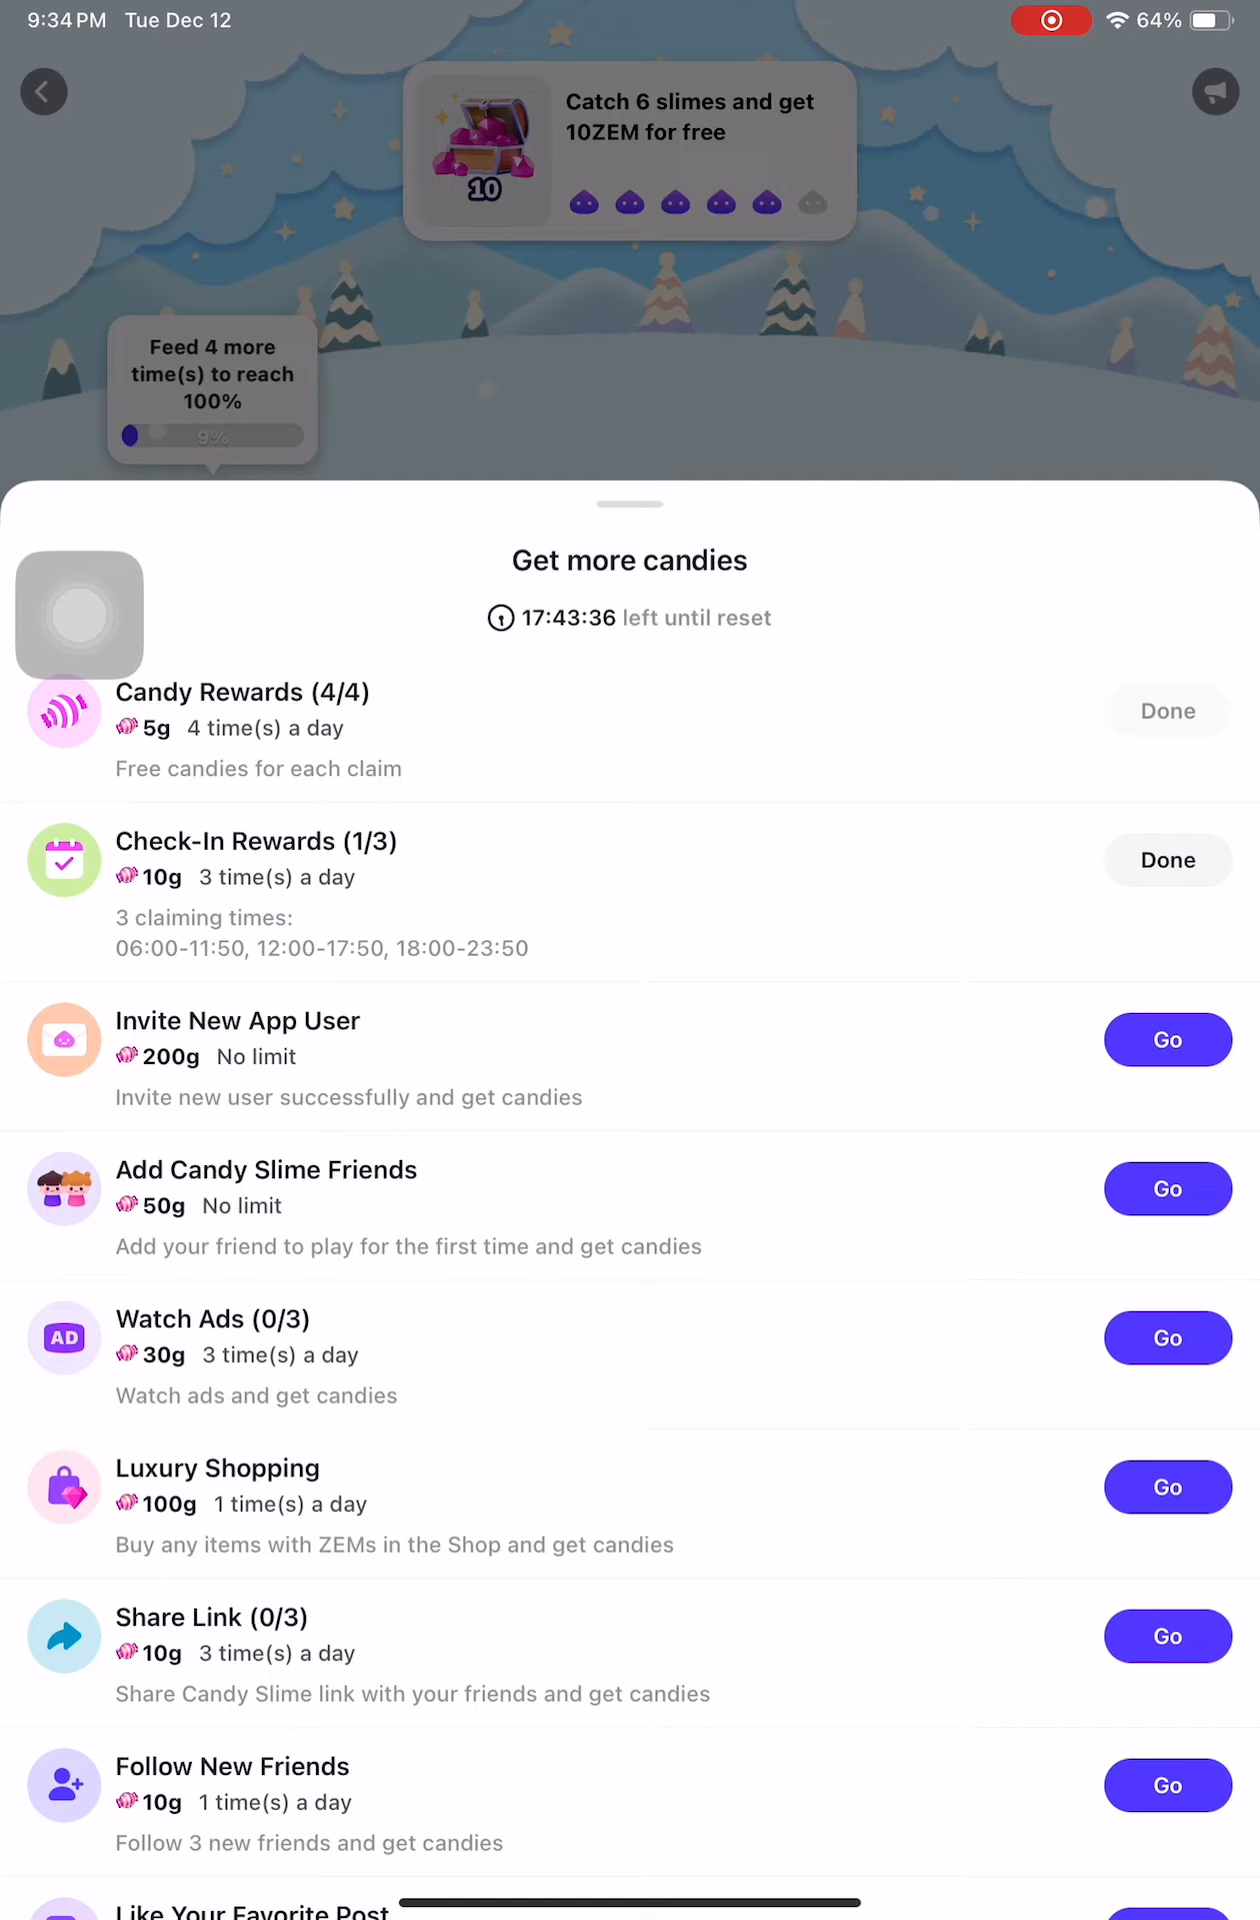 9:34 PM Tue Dec 12
64%
Catch 6 slimes and get
10ZEM for free
10
Feed 4 more
time(s) to reach
100%
9%
Get more candies
17:43:36 left until reset
Candy Rewards (4/4)
5g 4 time(s) a day
Free candies for each claim
Done
Check-In Rewards (1/3)
10g 3 time(s) a day
3 claiming times:
06:00-11:50, 12:00-17:50, 18:00-23:50
Done
Invite New App User
200g No limit
Invite new user successfully and get candies
Go
Add Candy Slime Friends
50g No limit
Add your friend to play for the first time and get candies
Go
AD
Watch Ads (0/3)
30g 3 time(s) a day
Watch ads and get candies
Go
Luxury Shopping
100g 1 time(s) a day
Buy any items with ZEMs in the Shop and get candies
Go
Share Link (0/3)
10g 3 time(s) a day
Share Candy Slime link with your friends and get candies
Go
Follow New Friends
10g 1 time(s) a day
Follow 3 new friends and get candies
Go
Like Your Favorite Post